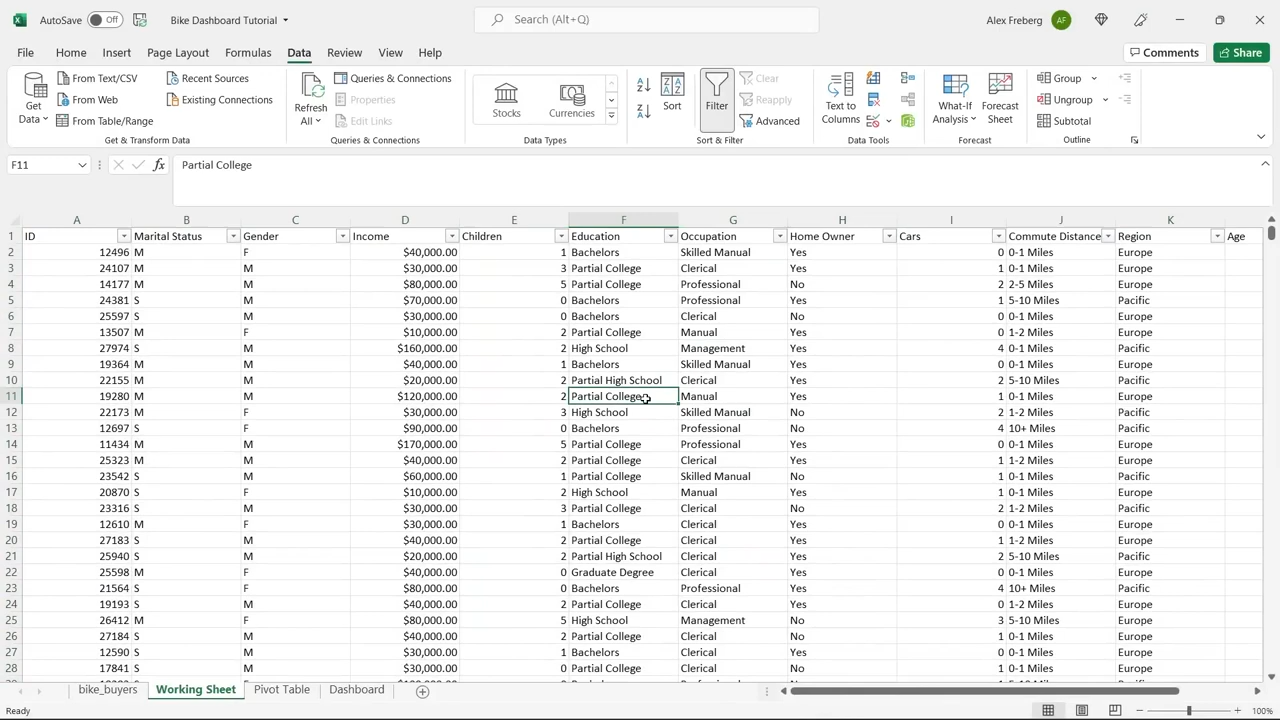 AutoSave Off Bike Dashboard Tutorial Search (Alt+Q) Alex Freberg AF
File Home Insert Page Layout Formulas Data Review View Help Comments Share
Get Data From Text/CSV From Web From Table/Range Recent Sources Existing Connections
Get & Transform Data
Refresh All Queries & Connections Properties Edit Links
Queries & Connections
Stocks Currencies
Data Types
Sort Filter Clear Reapply Advanced
Sort & Filter
Text to Columns
Data Tools
What-If Analysis Forecast Sheet
Forecast
Group Ungroup Subtotal
Outline
F11 fx Partial College
A B C D E F G H I J K
1 ID Marital Status Gender Income Children Education Occupation Home Owner Cars Commute Distance Region Age
2 12496 M F $40,000.00 1 Bachelors Skilled Manual Yes 0 0-1 Miles Europe
3 24107 M M $30,000.00 3 Partial College Clerical Yes 1 0-1 Miles Europe
4 14177 M M $80,000.00 5 Partial College Professional No 2 2-5 Miles Europe
5 24381 S M $70,000.00 0 Bachelors Professional Yes 1 5-10 Miles Pacific
6 25597 S M $30,000.00 0 Bachelors Clerical No 0 0-1 Miles Europe
7 13507 M F $10,000.00 2 Partial College Manual Yes 0 1-2 Miles Europe
8 27974 S M $160,000.00 2 High School Management Yes 4 0-1 Miles Pacific
9 19364 M M $40,000.00 1 Bachelors Skilled Manual Yes 0 0-1 Miles Europe
10 22155 M M $20,000.00 2 Partial High School Clerical Yes 2 5-10 Miles Pacific
11 19280 M M $120,000.00 2 Partial College Manual Yes 1 0-1 Miles Europe
12 22173 M F $30,000.00 3 High School Skilled Manual No 2 1-2 Miles Pacific
13 12697 S F $90,000.00 0 Bachelors Professional No 4 10+ Miles Pacific
14 11434 M M $170,000.00 5 Partial College Professional Yes 4 0-1 Miles Europe
15 25323 M M $40,000.00 2 Partial College Clerical Yes 1 1-2 Miles Europe
16 23542 S M $60,000.00 1 Partial College Skilled Manual No 1 0-1 Miles Pacific
17 20870 S F $10,000.00 2 High School Manual Yes 1 0-1 Miles Europe
18 23316 S M $30,000.00 3 Partial College Clerical No 2 1-2 Miles Pacific
19 12610 M F $30,000.00 1 Bachelors Clerical Yes 0 0-1 Miles Europe
20 27183 S M $40,000.00 2 Partial College Clerical Yes 1 1-2 Miles Europe
21 25940 S M $20,000.00 2 Partial High School Clerical Yes 2 5-10 Miles Pacific
22 25598 M F $40,000.00 0 Graduate Degree Clerical Yes 0 0-1 Miles Europe
23 21564 S F $80,000.00 0 Bachelors Professional Yes 4 10+ Miles Pacific
24 19193 S M $40,000.00 2 Partial College Clerical Yes 0 1-2 Miles Europe
25 26412 M F $80,000.00 5 High School Management No 3 5-10 Miles Europe
26 27184 S M $40,000.00 2 Partial College Clerical No 1 0-1 Miles Europe
27 12590 S M $30,000.00 1 Bachelors Clerical Yes 0 0-1 Miles Europe
28 17841 S M $30,000.00 0 Partial College Clerical No 1 0-1 Miles Europe
bike_buyers Working Sheet Pivot Table Dashboard
Ready 100%